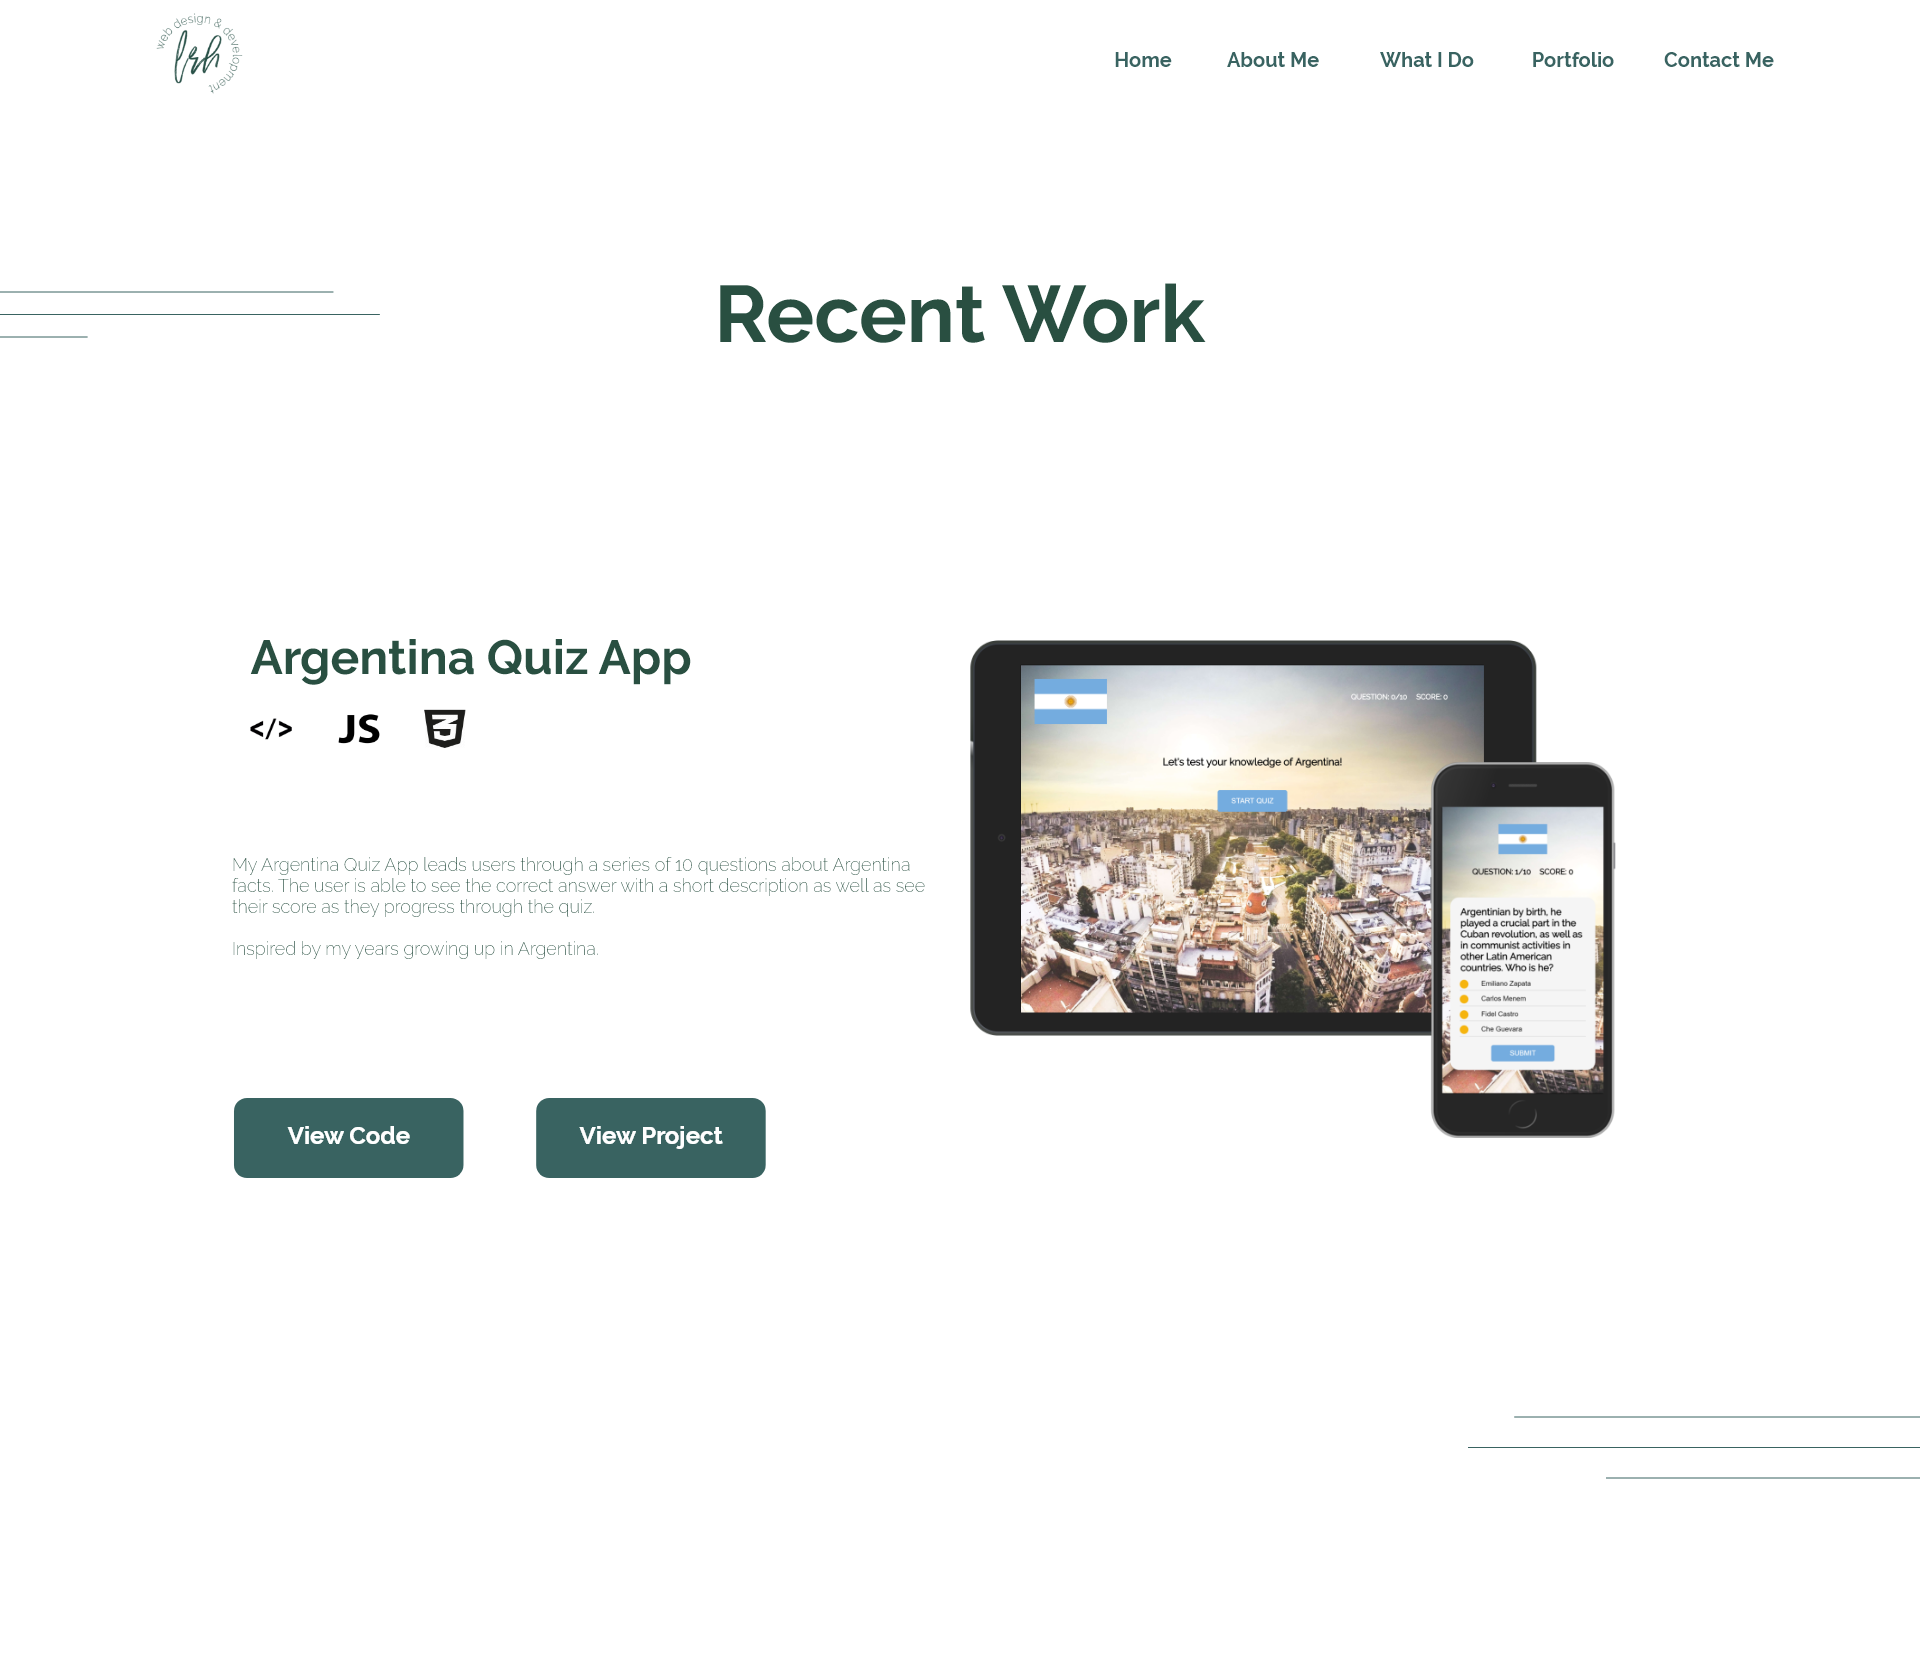 web design & development
lrh
Home
About Me
What I Do
Portfolio
Contact Me
Recent Work
Argentina Quiz App
</>
JS
3
My Argentina Quiz App leads users through a series of 10 questions about Argentina
facts. The user is able to see the correct answer with a short description as well as see
their score as they progress through the quiz.
Inspired by my years growing up in Argentina.
View Code
View Project
QUESTION: 0/10 SCORE: 0
Let's test your knowledge of Argentina!
START QUIZ
QUESTION: 1/10 SCORE: 0
Argentinian by birth, he
played a crucial part in the
Cuban revolution, as well as
in communist activities in
other Latin American
countries. Who is he?
Emiliano Zapata
Carlos Menem
Fidel Castro
Che Guevara
SUBMIT